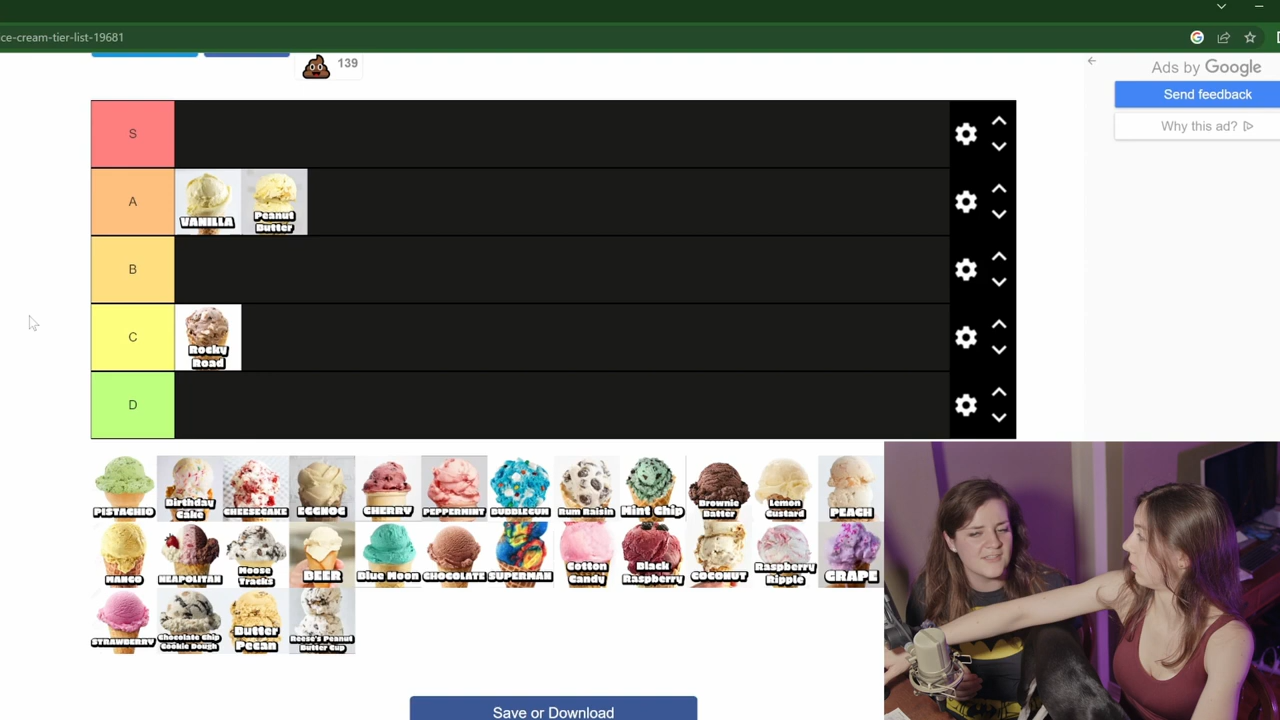 ce-cream-tier-list-19681
139
Ads by Google
Send feedback
Why this ad?
S
A
VANILLA
Peanut
Butter
B
C
Rocky
Road
D
PISTACHIO
Birthday
Cake
CHEESECAKE
EGGNOG
CHERRY
PEPPERMINT
BUBBLEGUM
Rum Raisin
Mint Chip
Brownie
Batter
Lemon
Custard
PEACH
MANGO
NEAPOLITAN
Moose
Tracks
BEER
Blue Moon
CHOCOLATE
SUPERMAN
Cotton
Candy
Black
Raspberry
COCONUT
Raspberry
Ripple
GRAPE
STRAWBERRY
Chocolate Chip
Cookie Dough
Butter
Pecan
Reese's Peanut
Butter Cup
Save or Download